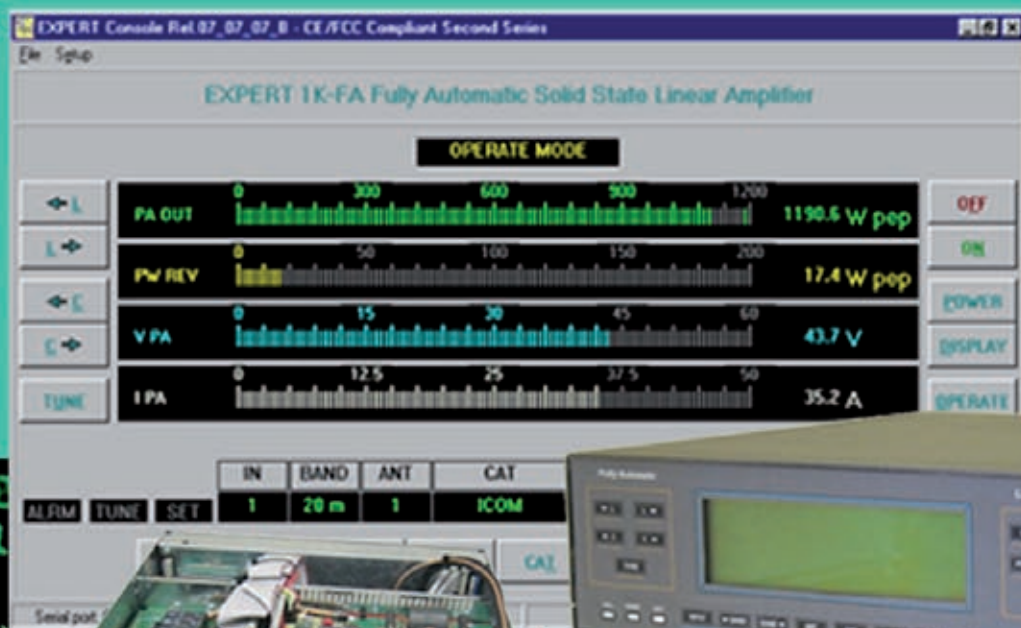 EXPERT Console Rel.07_07_07_B - CE/FCC Compliant Second Series
File Setup
EXPERT 1K-FA Fully Automatic Solid State Linear Amplifier
OPERATE MODE
L
L
C
C
TUNE
0 300 600 900 1200
PA OUT 1190.6 W pep
0 50 100 150 200
PW REV 17.4 W pep
0 15 30 45 60
V PA 43.7 V
0 12.5 25 37.5 50
I PA 35.2 A
OFF
ON
POWER
DISPLAY
OPERATE
IN BAND ANT CAT
1 20 m 1 ICOM
ALRM TUNE SET
CAT
Serial port
Fully Automatic